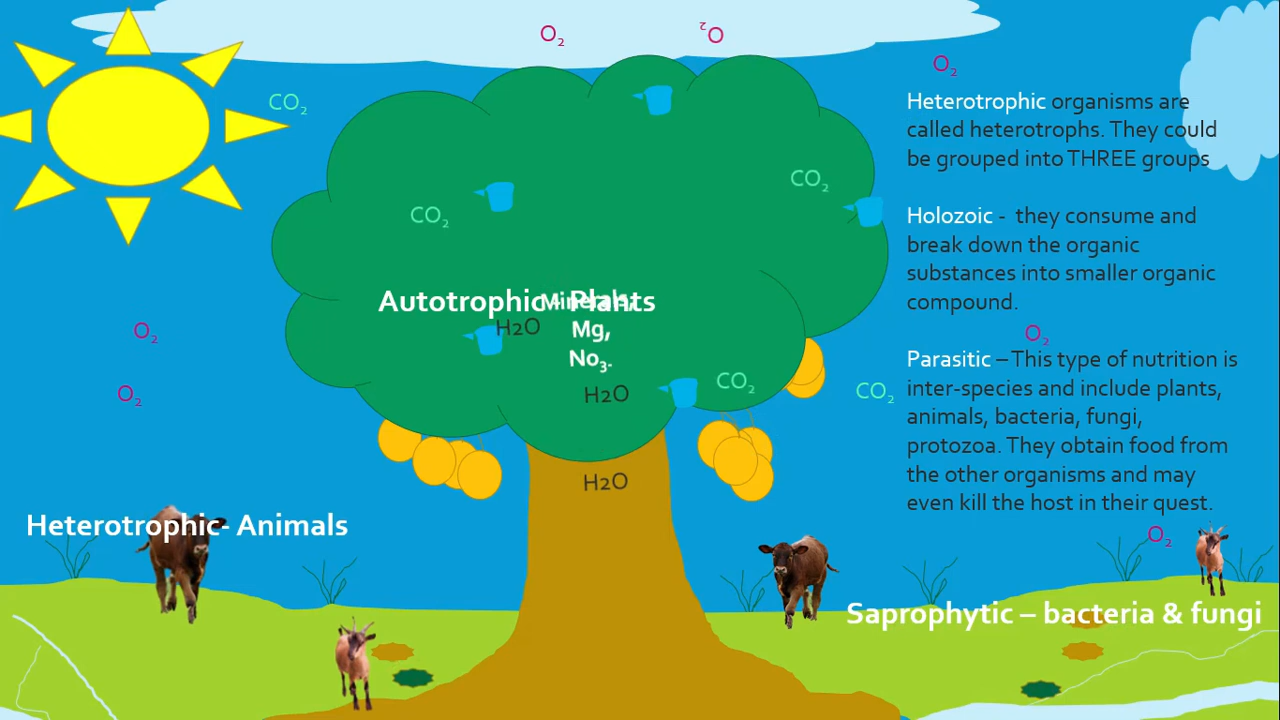 O2
O2
O2
CO2
Heterotrophic organisms are
called heterotrophs. They could
be grouped into THREE groups
CO2
CO2
Holozoic -  they consume and
break down the organic
substances into smaller organic
compound.
Autotrophic - Plants
Minerals,
H2O
Mg,
No3-
O2
O2
Parasitic – This type of nutrition is
inter-species and include plants,
animals, bacteria, fungi,
protozoa. They obtain food from
the other organisms and may
even kill the host in their quest.
CO2
CO2
O2
H2O
H2O
Heterotrophic- Animals
O2
Saprophytic – bacteria & fungi